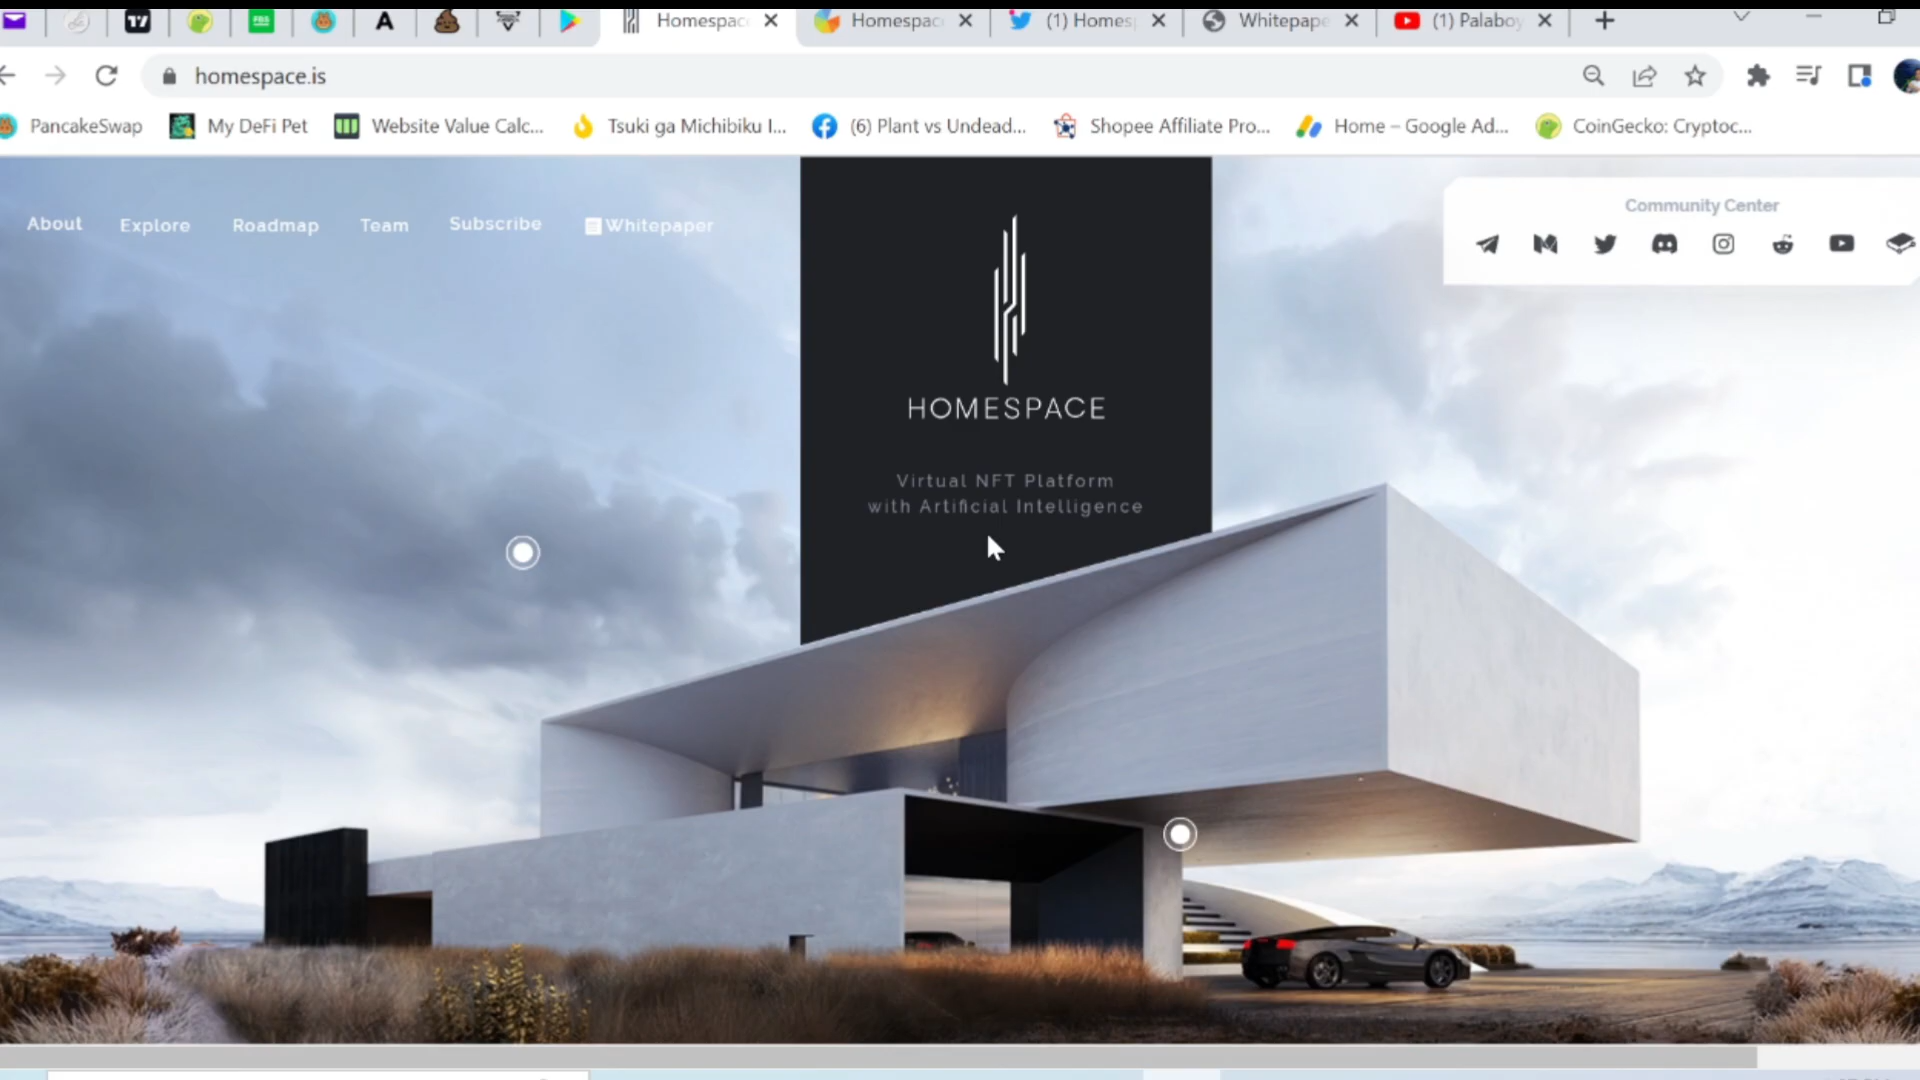 Homespac
Homespac
(1) Homes
Whitepape
(1) Palaboy
homespace.is
PancakeSwap
My DeFi Pet
Website Value Calc...
Tsuki ga Michibiku I...
(6) Plant vs Undead...
Shopee Affiliate Pro...
Home – Google Ad...
CoinGecko: Cryptoc...
About
Explore
Roadmap
Team
Subscribe
Whitepaper
Community Center
HOMESPACE
Virtual NFT Platform
with Artificial Intelligence